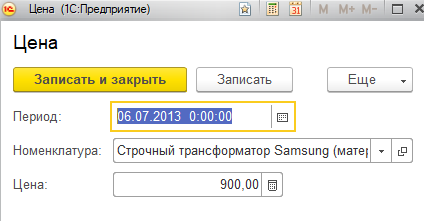 Цена (1С:Предприятие)
M M+ M-
Цена
Записать и закрыть Записать Еще
Период: 06.07.2013 0:00:00
Номенклатура: Строчный трансформатор Samsung (мате
Цена: 900,00